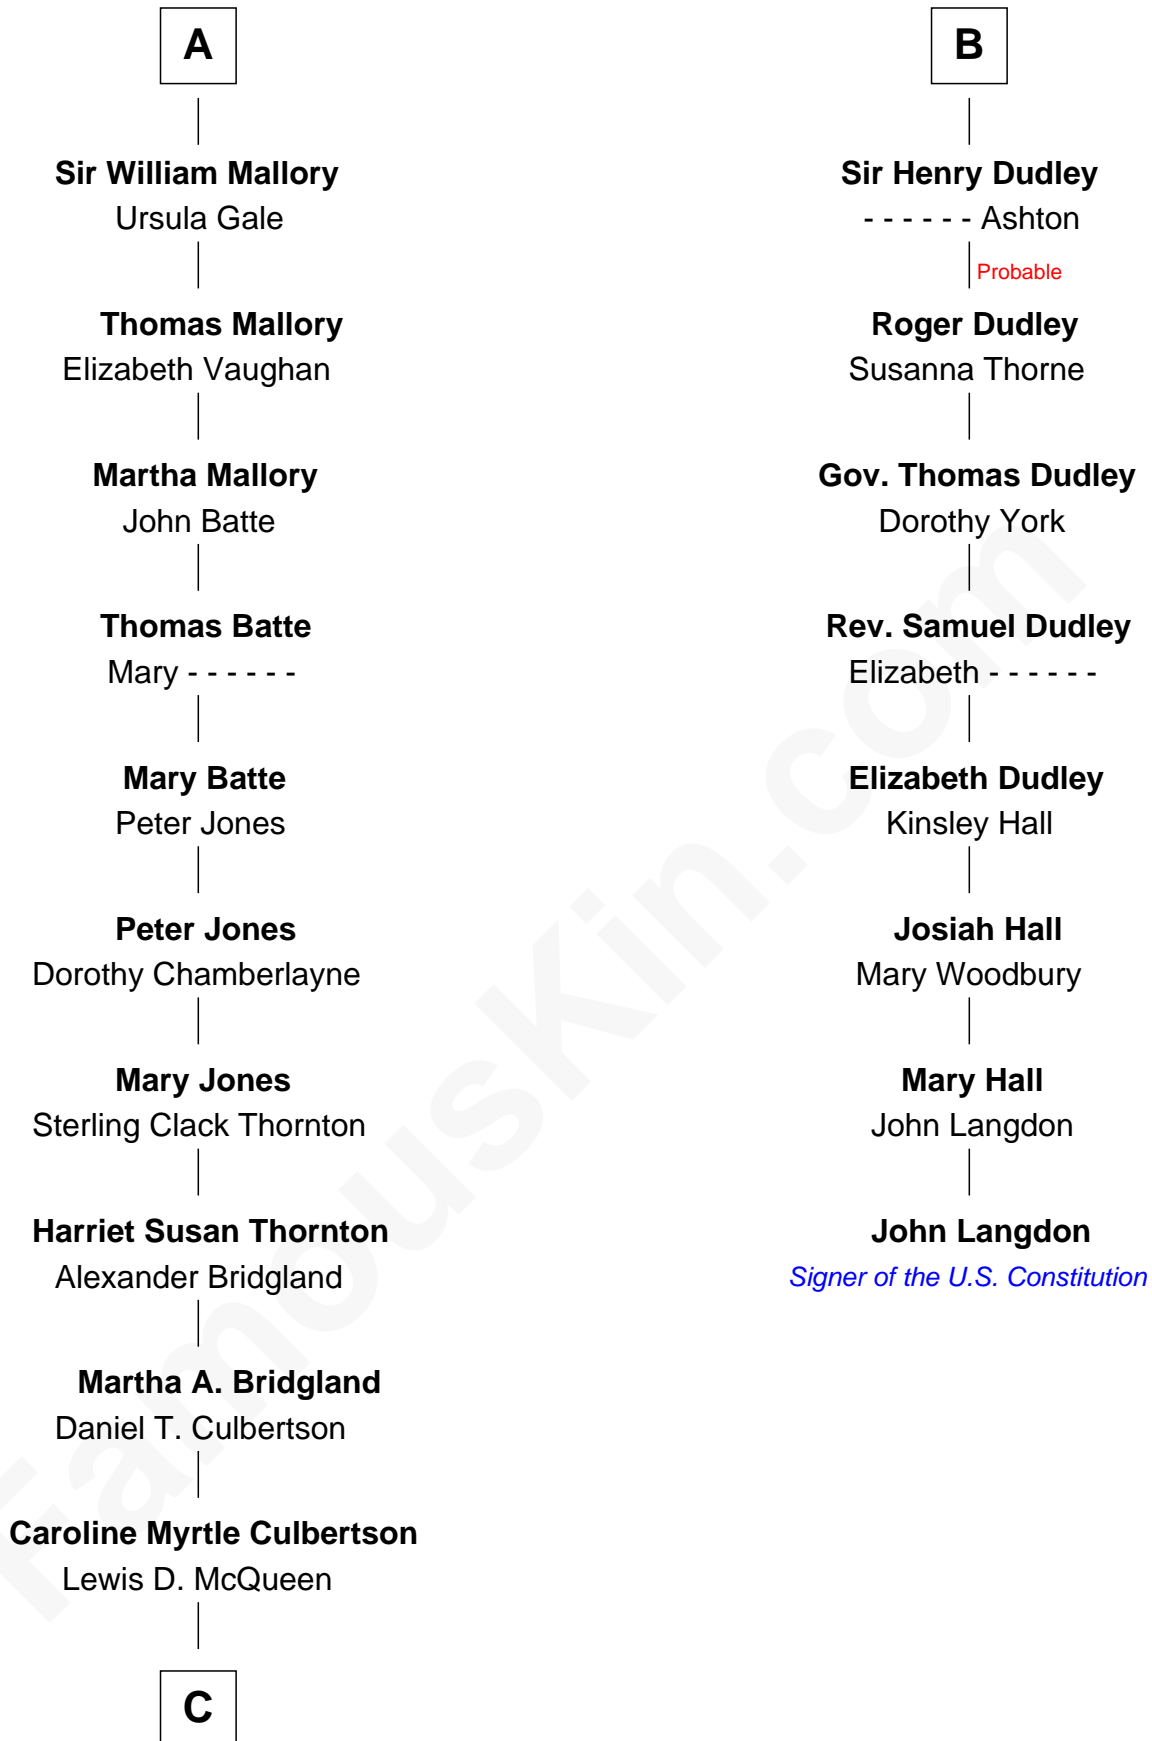 A
Sir William Mallory
Ursula Gale
Thomas Mallory
Elizabeth Vaughan
Martha Mallory
John Batte
Thomas Batte
Mary - - - - - -
Mary Batte
Peter Jones
Peter Jones
Dorothy Chamberlayne
Mary Jones
Sterling Clack Thornton
Harriet Susan Thornton
Alexander Bridgland
Martha A. Bridgland
Daniel T. Culbertson
Caroline Myrtle Culbertson
Lewis D. McQueen
C
B
Sir Henry Dudley
- - - - - - Ashton
Probable
Roger Dudley
Susanna Thorne
Gov. Thomas Dudley
Dorothy York
Rev. Samuel Dudley
Elizabeth - - - - - -
Elizabeth Dudley
Kinsley Hall
Josiah Hall
Mary Woodbury
Mary Hall
John Langdon
John Langdon
Signer of the U.S. Constitution
FamousKin.com